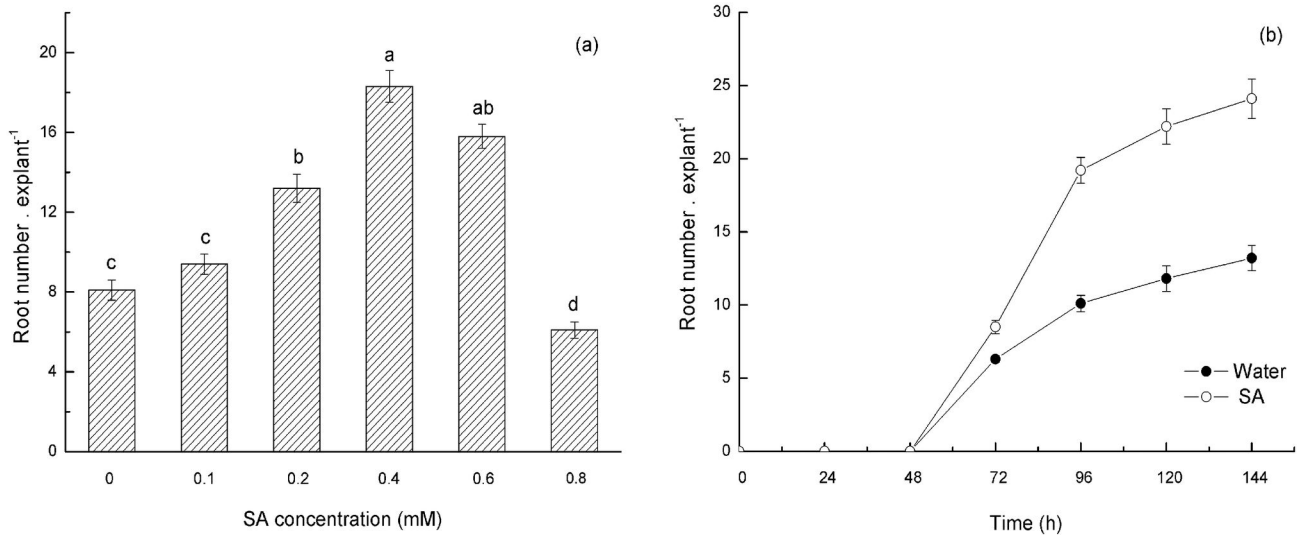 (a)
Root number . explant-1
20
16
12
8
4
0
c
c
b
a
ab
d
0 0.1 0.2 0.4 0.6 0.8
SA concentration (mM)
(b)
Root number . explant-1
30
25
20
15
10
5
0
Water
SA
0 24 48 72 96 120 144
Time (h)